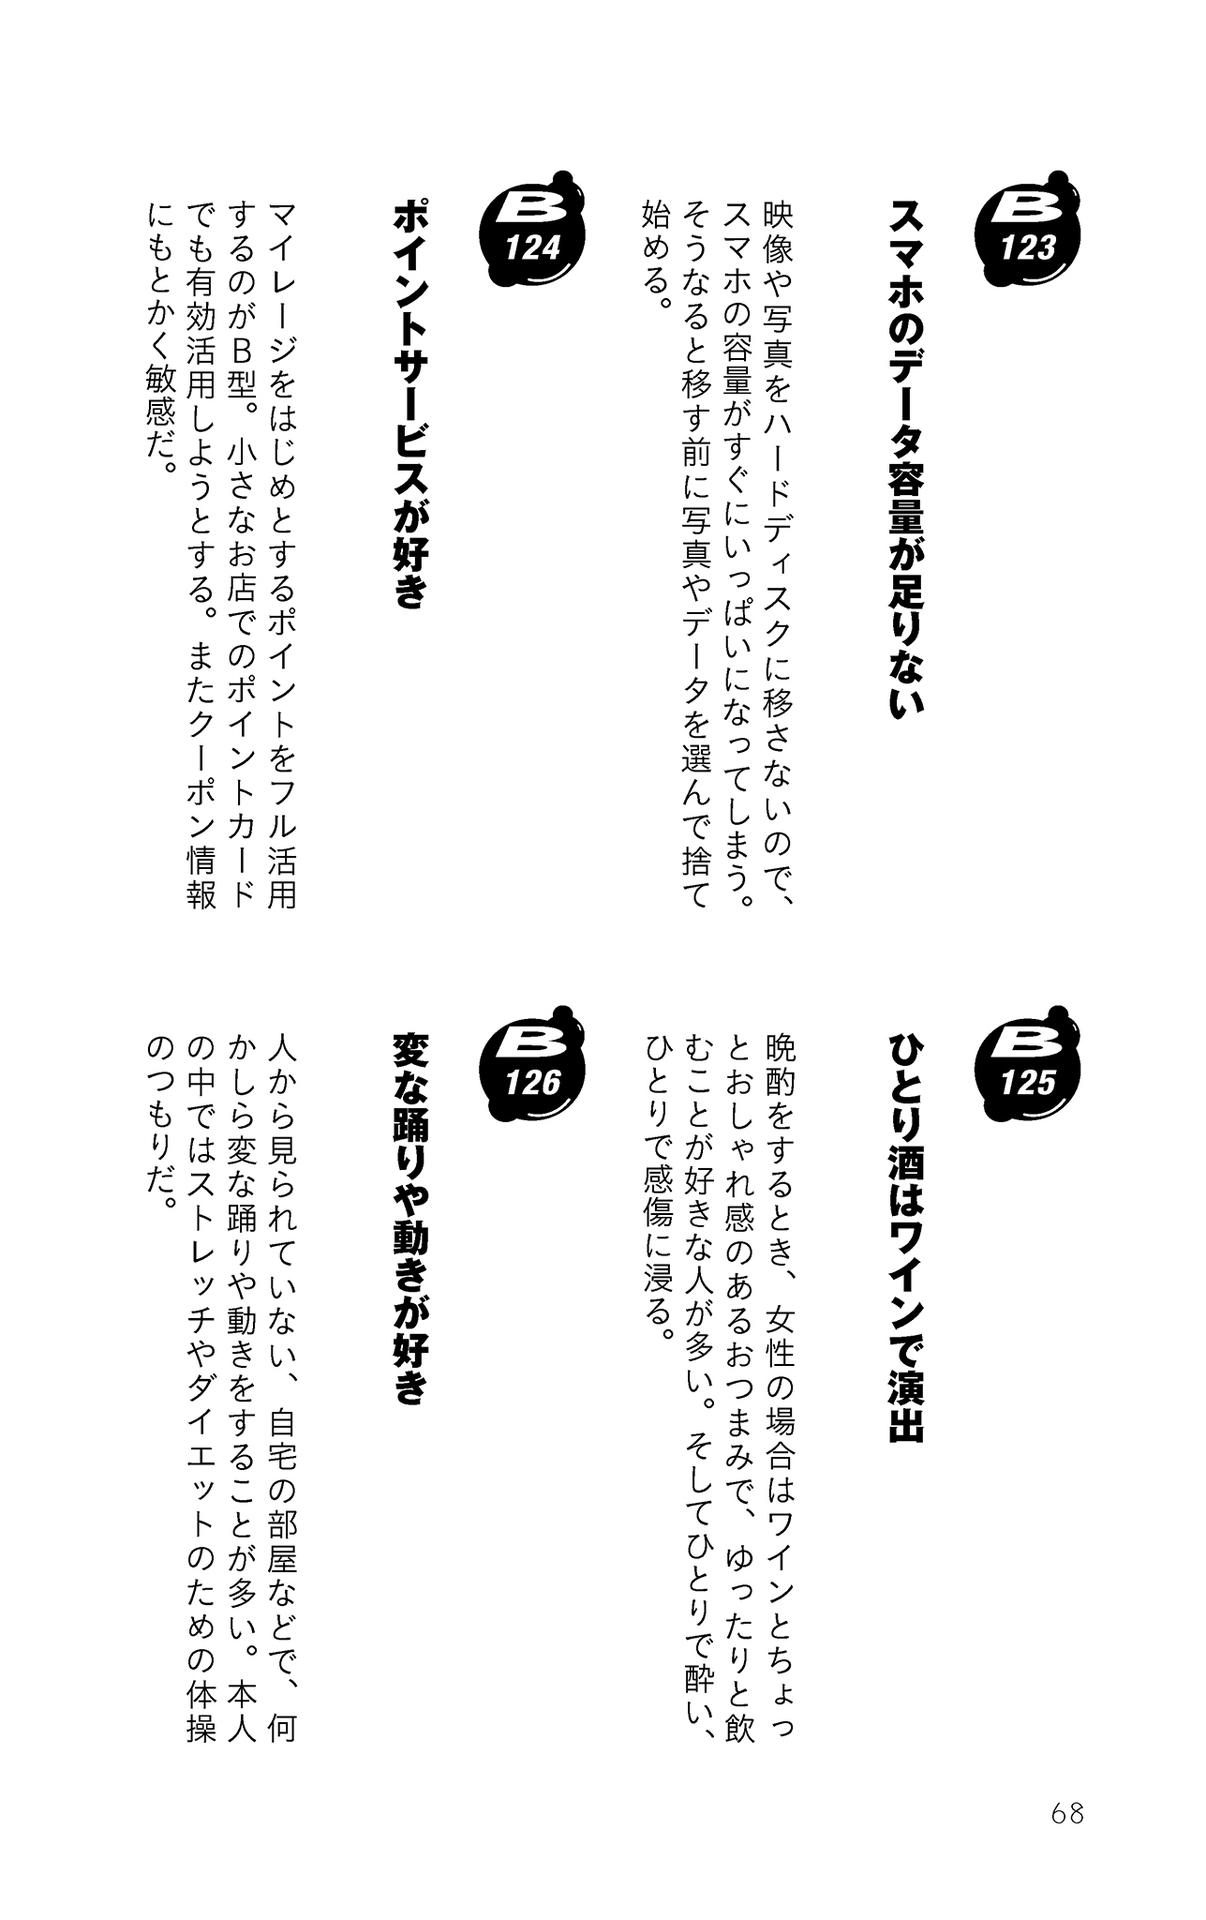 B
123
スマホのデータ容量が足りない
映像や写真をハードディスクに移さないので、
スマホの容量がすぐにいっぱいになってしまう。
そうなると移す前に写真やデータを選んで捨て
始める。
B
124
ポイントサービスが好き
マイレージをはじめとするポイントをフル活用
するのがB型。小さなお店でのポイントカード
でも有効活用しようとする。またクーポン情報
にもとかく敏感だ。
B
125
ひとり酒はワインで演出
晩酌をするとき、女性の場合はワインとちょっ
とおしゃれ感のあるおつまみで、ゆったりと飲
むことが好きな人が多い。そしてひとりで酔い、
ひとりで感傷に浸る。
B
126
変な踊りや動きが好き
人から見られていない、自宅の部屋などで、何
かしら変な踊りや動きをすることが多い。本人
の中ではストレッチやダイエットのための体操
のつもりだ。
68